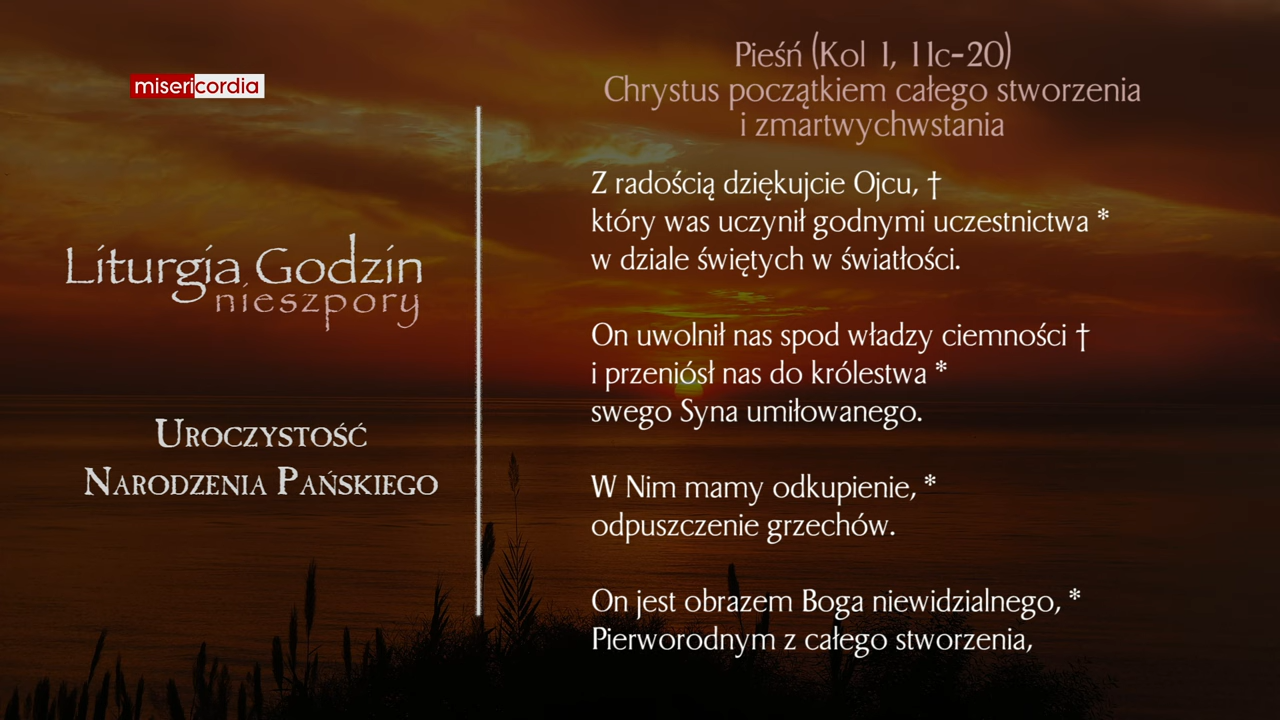 misericordia
Liturgia Godzin
nieszpory
Uroczystość
Narodzenia Pańskiego
Pieśń (Kol 1, 11c-20)
Chrystus początkiem całego stworzenia
i zmartwychwstania
Z radością dziękujcie Ojcu, †
który was uczynił godnymi uczestnictwa *
w dziale świętych w światłości.
On uwolnił nas spod władzy ciemności †
i przeniósł nas do królestwa *
swego Syna umiłowanego.
W Nim mamy odkupienie, *
odpuszczenie grzechów.
On jest obrazem Boga niewidzialnego, *
Pierworodnym z całego stworzenia,